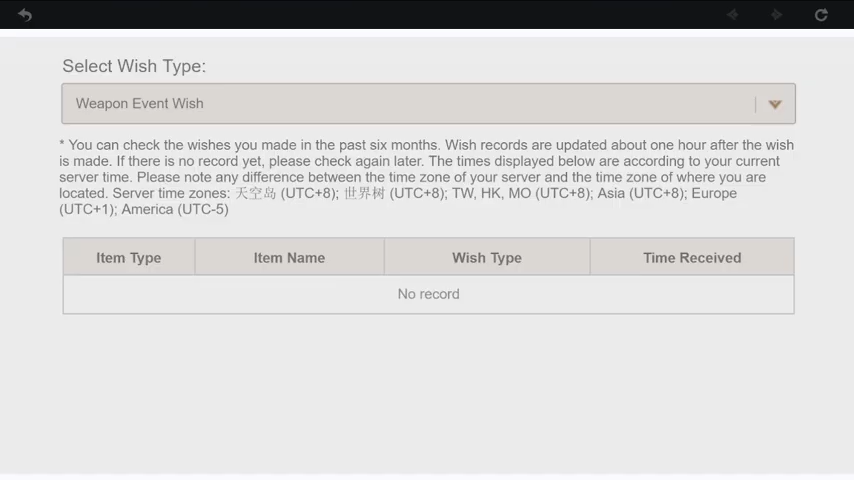 Select Wish Type:
Weapon Event Wish
* You can check the wishes you made in the past six months. Wish records are updated about one hour after the wish
is made. If there is no record yet, please check again later. The times displayed below are according to your current
server time. Please note any difference between the time zone of your server and the time zone of where you are
located. Server time zones: 天空岛 (UTC+8); 世界树 (UTC+8); TW, HK, MO (UTC+8); Asia (UTC+8); Europe
(UTC+1); America (UTC-5)
Item Type Item Name Wish Type Time Received
No record